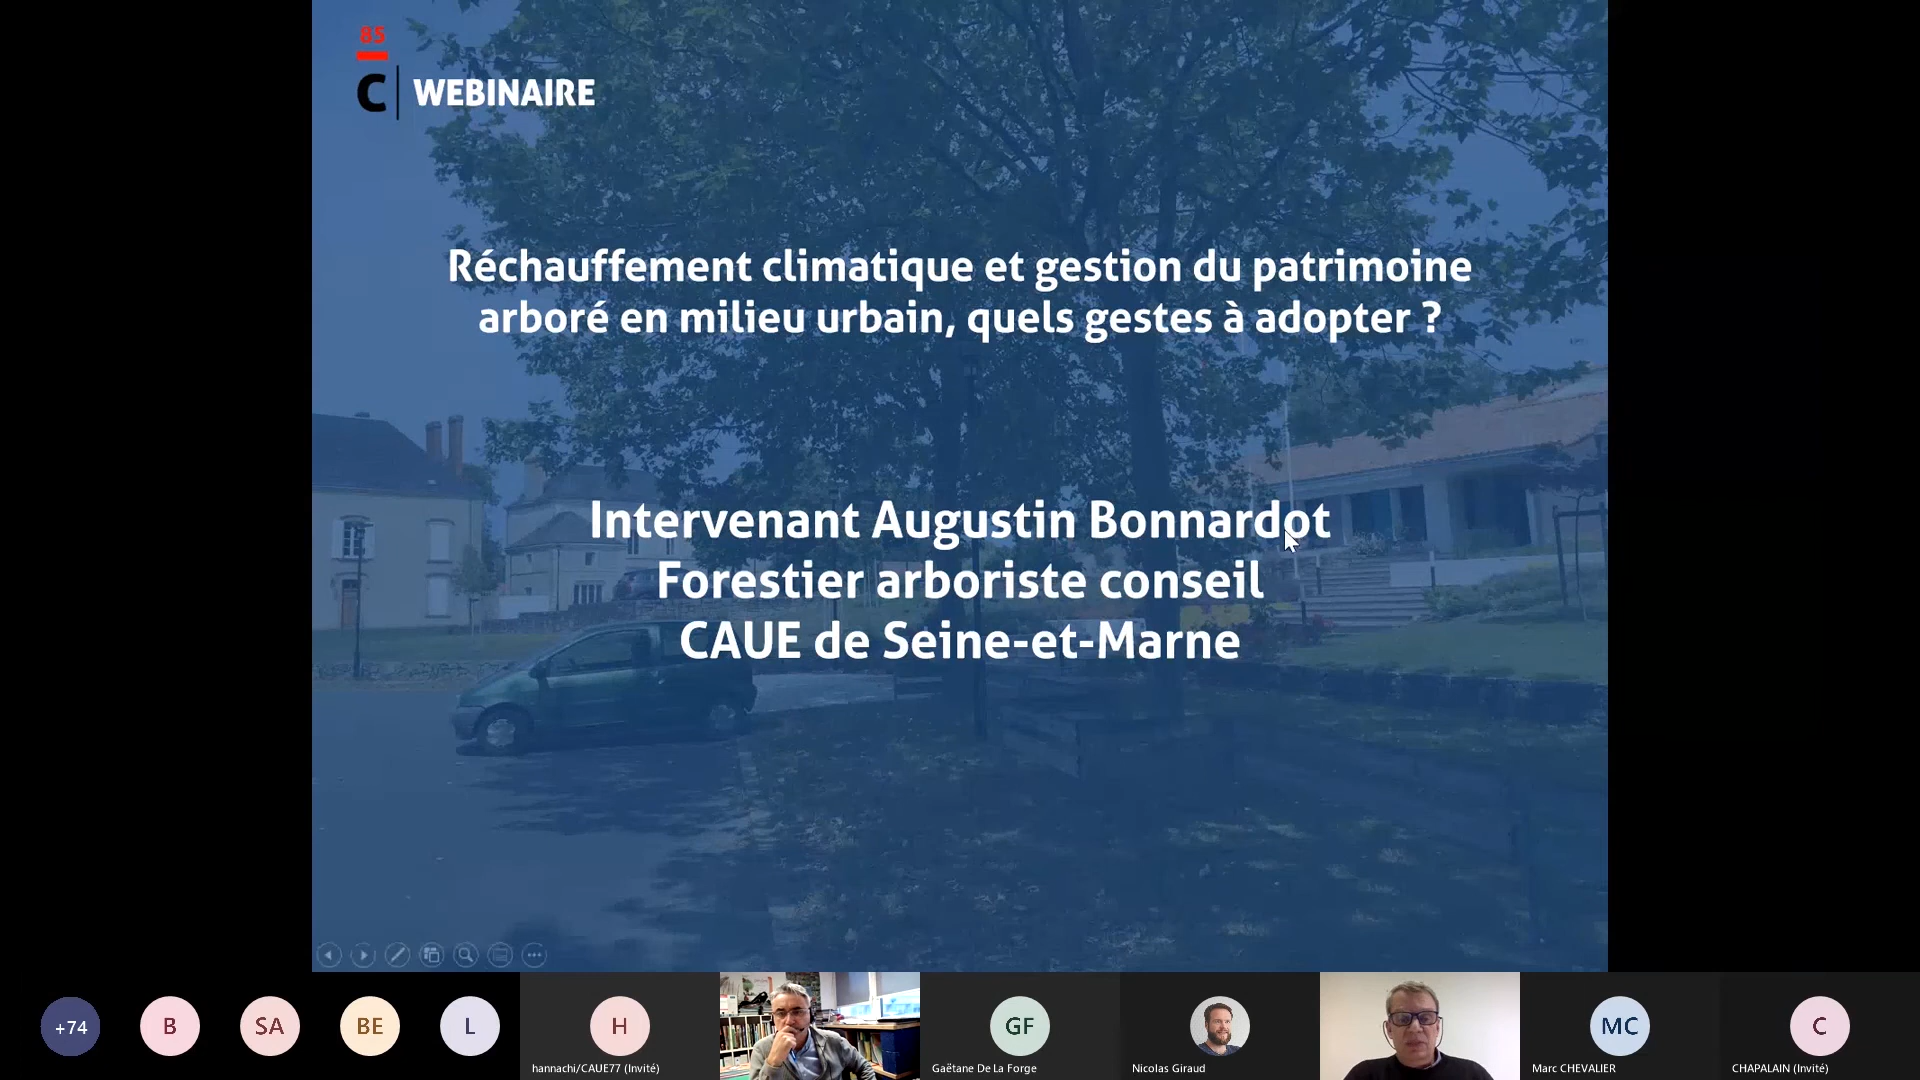 85
C | WEBINAIRE
Réchauffement climatique et gestion du patrimoine
arboré en milieu urbain, quels gestes à adopter ?
Intervenant Augustin Bonnardot
Forestier arboriste conseil
CAUE de Seine-et-Marne
+74
B
SA
BE
L
H
hannachi/CAUE77 (Invité)
GF
Gaëtane De La Forge
Nicolas Giraud
MC
Marc CHEVALIER
C
CHAPALAIN (Invité)